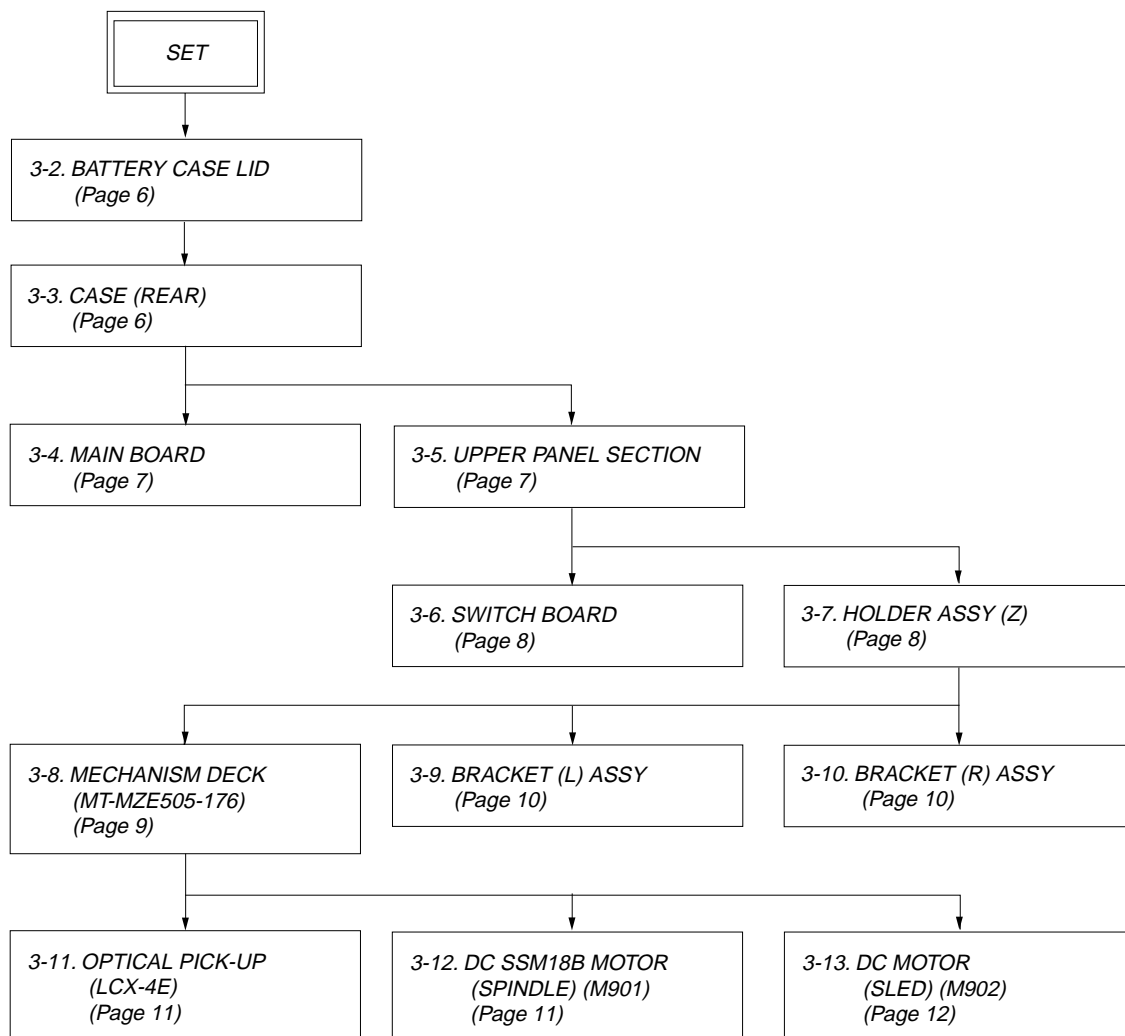 SET
3-2. BATTERY CASE LID
(Page 6)
3-3. CASE (REAR)
(Page 6)
3-4. MAIN BOARD
(Page 7)
3-5. UPPER PANEL SECTION
(Page 7)
3-6. SWITCH BOARD
(Page 8)
3-7. HOLDER ASSY (Z)
(Page 8)
3-8. MECHANISM DECK
(MT-MZE505-176)
(Page 9)
3-9. BRACKET (L) ASSY
(Page 10)
3-10. BRACKET (R) ASSY
(Page 10)
3-11. OPTICAL PICK-UP
(LCX-4E)
(Page 11)
3-12. DC SSM18B MOTOR
(SPINDLE) (M901)
(Page 11)
3-13. DC MOTOR
(SLED) (M902)
(Page 12)